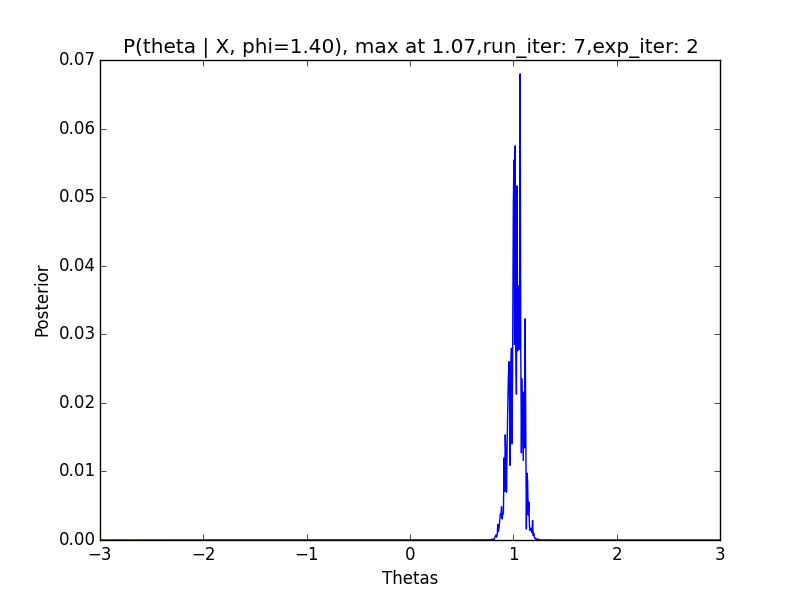 P(theta | X, phi=1.40), max at 1.07,run_iter: 7,exp_iter: 2
0.07
0.06
0.05
0.04
0.03
0.02
0.01
0.00
Posterior
−3 −2 −1 0 1 2 3
Thetas